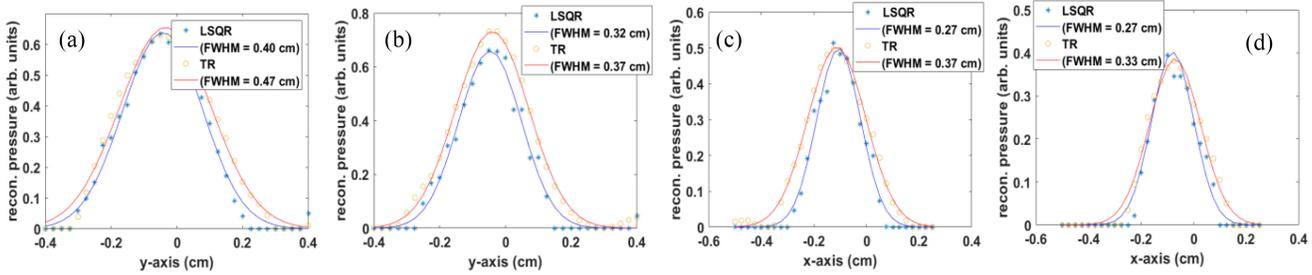 (a)
LSQR
(FWHM = 0.40 cm)
TR
(FWHM = 0.47 cm)
recon. pressure (arb. units)
0.6
0.5
0.4
0.3
0.2
0.1
0
-0.4
-0.2
0
0.2
0.4
y-axis (cm)
(b)
LSQR
(FWHM = 0.32 cm)
TR
(FWHM = 0.37 cm)
recon. pressure (arb. units)
0.8
0.6
0.4
0.2
0
-0.4
-0.2
0
0.2
0.4
y-axis (cm)
(c)
LSQR
(FWHM = 0.27 cm)
TR
(FWHM = 0.37 cm)
recon. pressure (arb. units)
0.6
0.5
0.4
0.3
0.2
0.1
0
-0.6
-0.4
-0.2
0
0.2
0.4
x-axis (cm)
(d)
LSQR
(FWHM = 0.27 cm)
TR
(FWHM = 0.33 cm)
recon. pressure (arb. units)
0.5
0.4
0.3
0.2
0.1
0
-0.6
-0.4
-0.2
0
0.2
0.4
x-axis (cm)